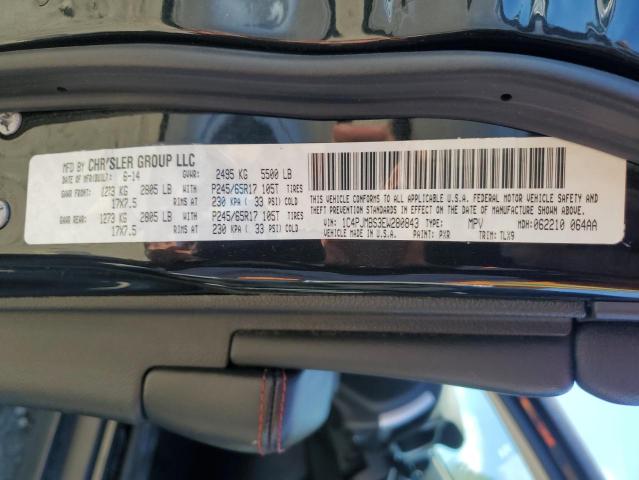 MFD BY CHRYSLER GROUP LLC
DATE OF MFR/BUILT: 6-14 GVWR: 2495 KG 5500 LB
GAWR FRONT: 1273 KG 2805 LB WITH P245/65R17 105T TIRES
17X7.5 RIMS AT 230 KPA ( 33 PSI) COLD
GAWR REAR: 1273 KG 2805 LB WITH P245/65R17 105T TIRES
17X7.5 RIMS AT 230 KPA ( 33 PSI) COLD
THIS VEHICLE CONFORMS TO ALL APPLICABLE U.S.A. FEDERAL MOTOR VEHICLE SAFETY AND
THEFT PREVENTION STANDARDS IN EFFECT ON THE DATE OF MANUFACTURE SHOWN ABOVE.
VIN: 1C4PJMBS3EW280843 TYPE: MPV MDH: 062210 064AA
VEHICLE MADE IN U.S.A. PAINT: PXR TRIM: TLX9